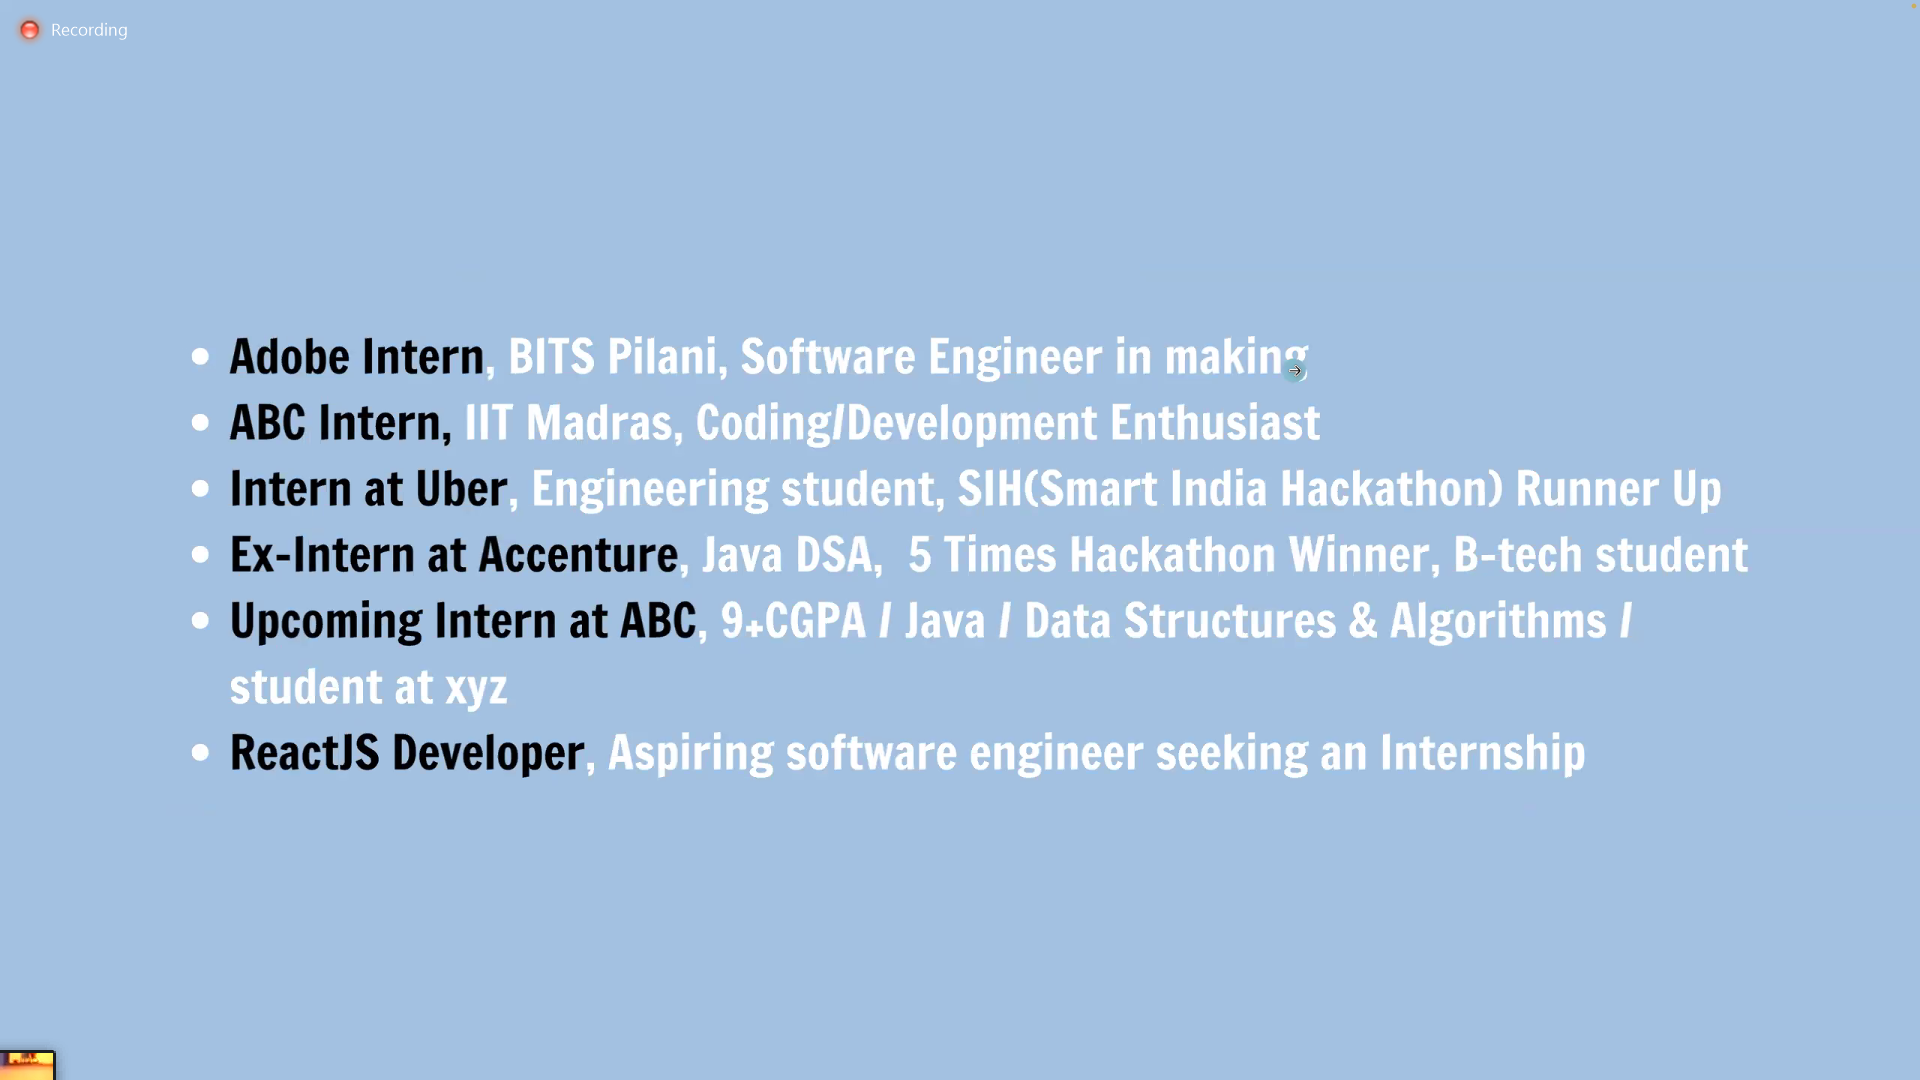 Recording
• Adobe Intern, BITS Pilani, Software Engineer in making
• ABC Intern, IIT Madras, Coding/Development Enthusiast
• Intern at Uber, Engineering student, SIH(Smart India Hackathon) Runner Up
• Ex-Intern at Accenture, Java DSA,  5 Times Hackathon Winner, B-tech student
• Upcoming Intern at ABC, 9+CGPA / Java / Data Structures & Algorithms /
student at xyz
• ReactJS Developer, Aspiring software engineer seeking an Internship